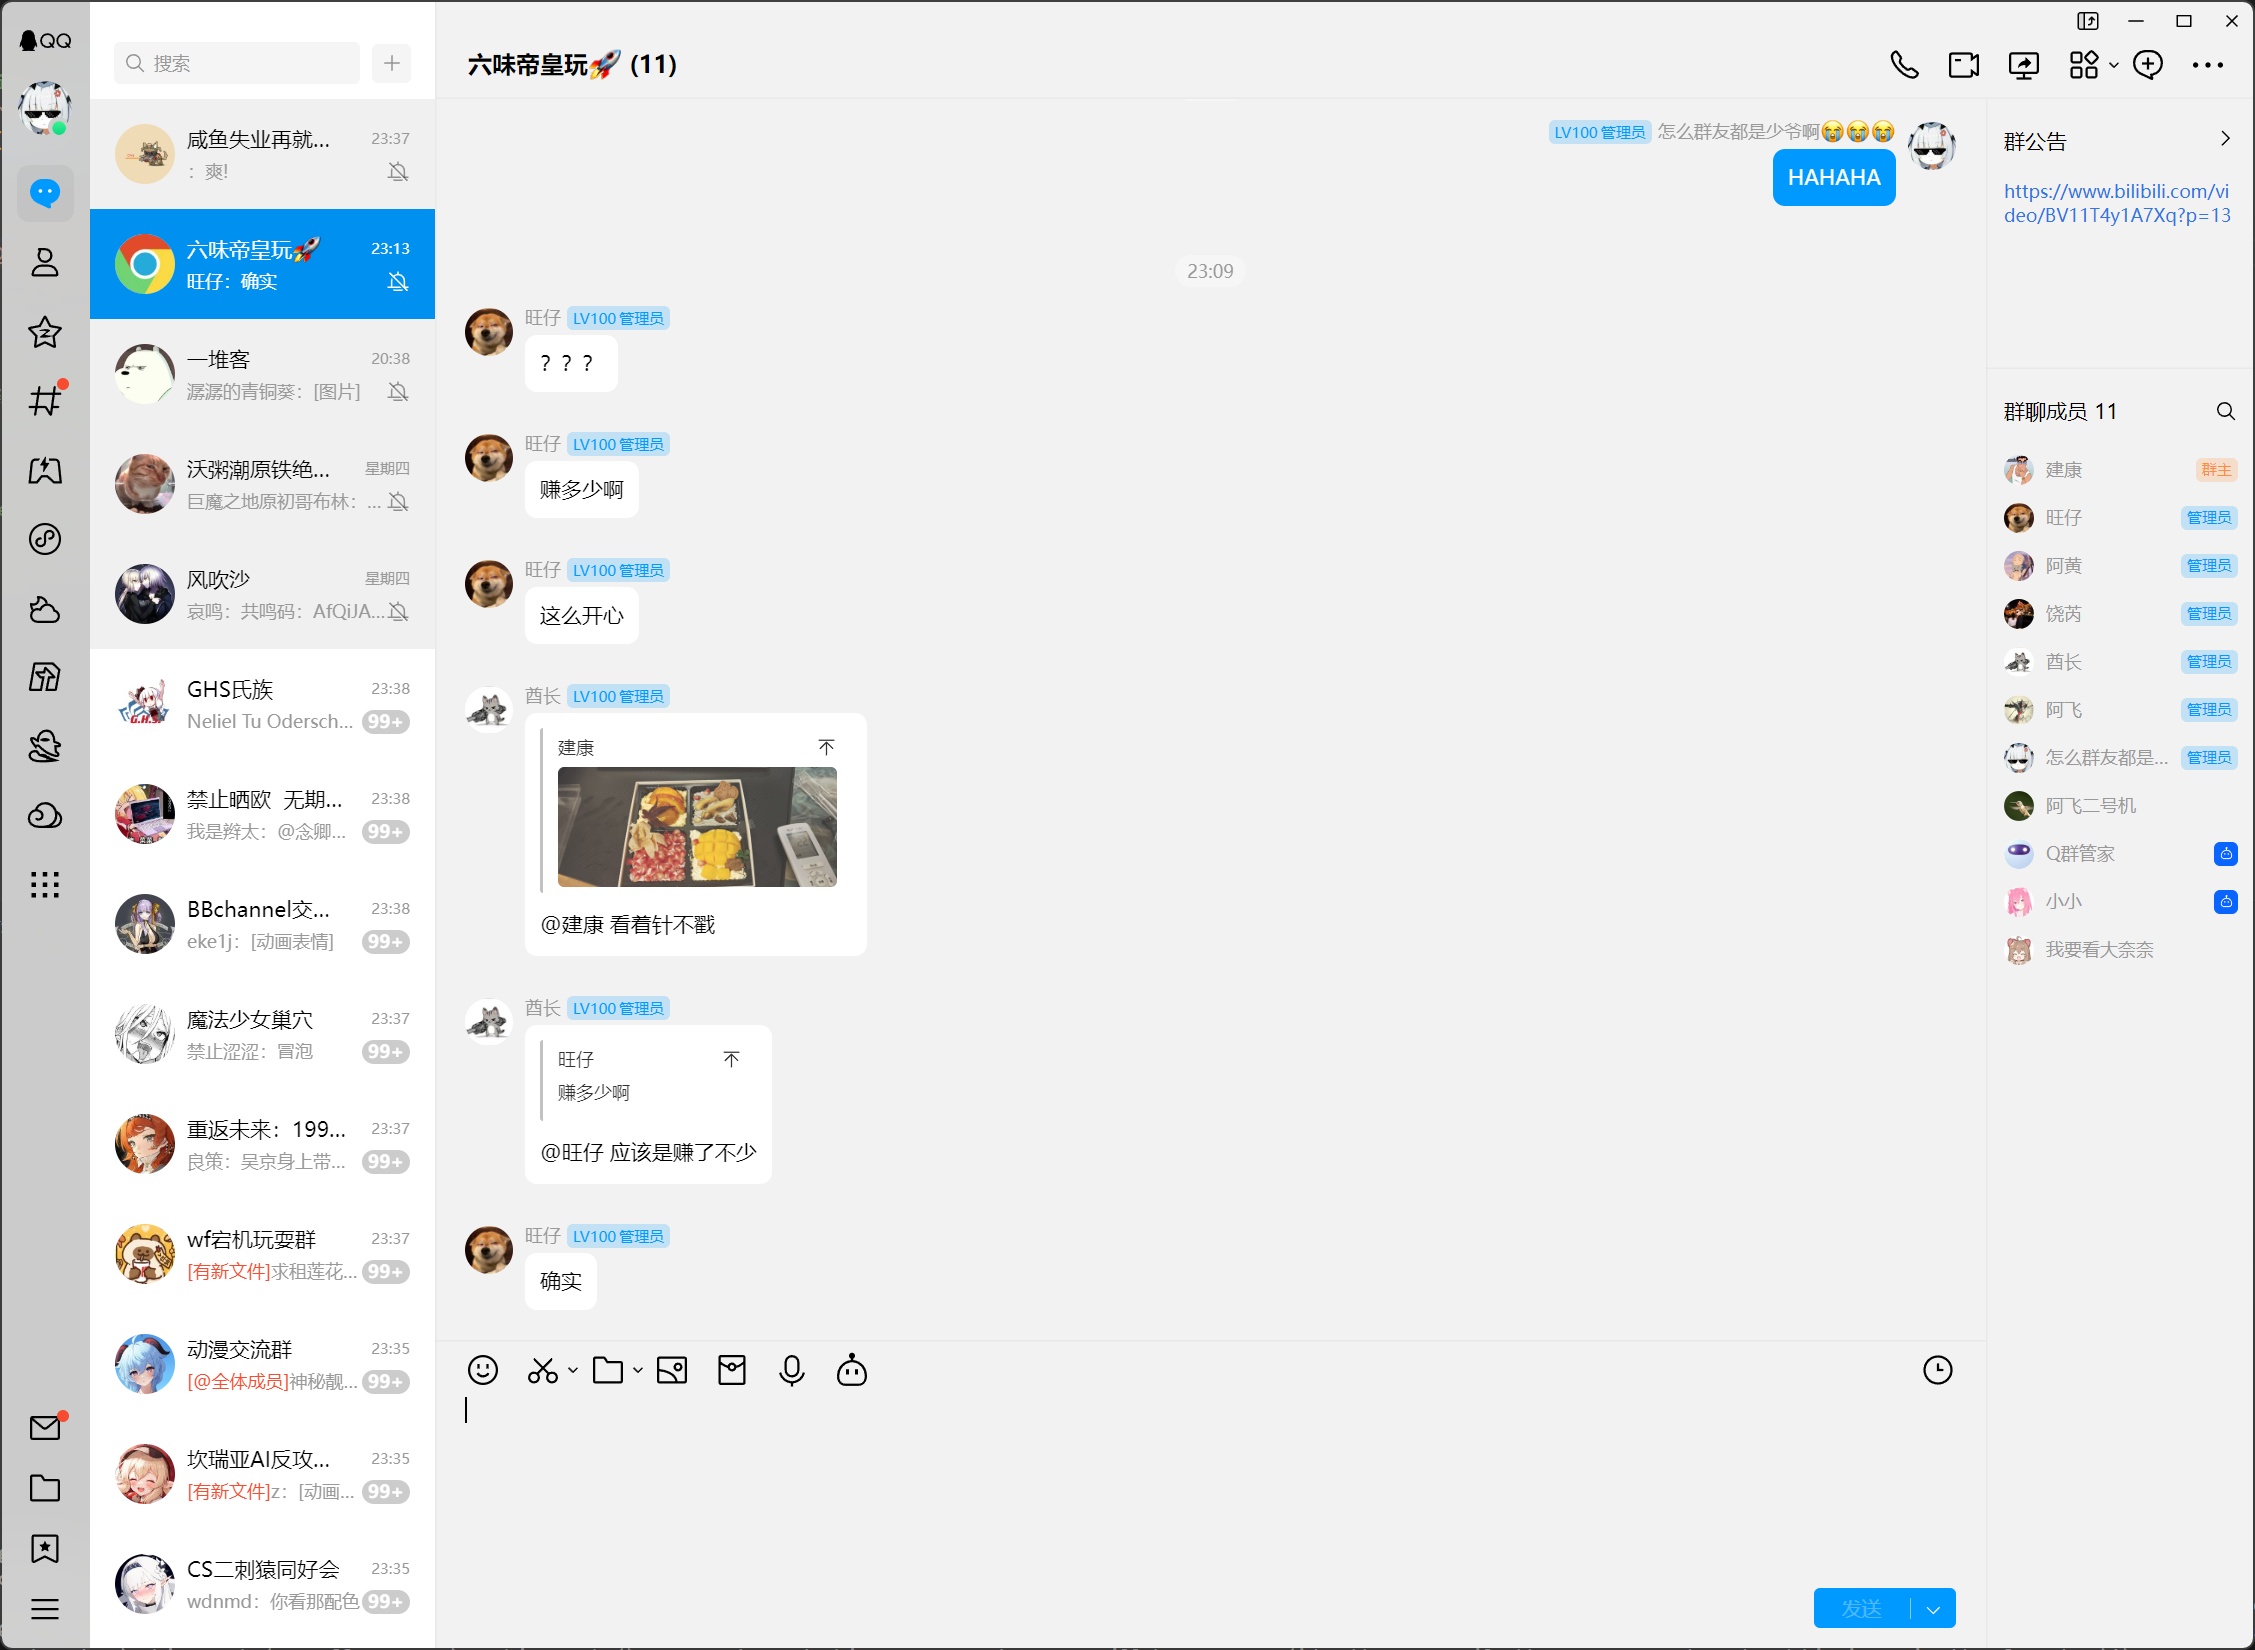 QQ
搜索
咸鱼失业再就... 23:37
：爽!
六味帝皇玩🚀 23:13
旺仔：确实
一堆客 20:38
潺潺的青铜葵：[图片]
沃粥潮原铁绝... 星期四
巨魔之地原初哥布林：...
风吹沙 星期四
哀鸣：共鸣码：AfQiJA...
GHS氏族 23:38
Neliel Tu Odersch... 99+
禁止晒欧 无期... 23:38
我是辫太：@念卿... 99+
BBchannel交... 23:38
eke1j：[动画表情] 99+
魔法少女巢穴 23:37
禁止涩涩：冒泡 99+
重返未来：199... 23:37
良策：吴京身上带... 99+
wf宕机玩耍群 23:37
[有新文件]求租莲花... 99+
动漫交流群 23:35
[@全体成员]神秘靓... 99+
坎瑞亚AI反攻... 23:35
[有新文件]z：[动画... 99+
CS二刺猿同好会 23:35
wdnmd：你看那配色 99+
六味帝皇玩🚀 (11)
LV100 管理员 怎么群友都是少爷啊😭😭😭
HAHAHA
23:09
旺仔 LV100 管理员
？？？
旺仔 LV100 管理员
赚多少啊
旺仔 LV100 管理员
这么开心
酋长 LV100 管理员
建康
@建康 看着针不戳
酋长 LV100 管理员
旺仔
赚多少啊
@旺仔 应该是赚了不少
旺仔 LV100 管理员
确实
发送
群公告
https://www.bilibili.com/vi
deo/BV11T4y1A7Xq?p=13
群聊成员 11
建康 群主
旺仔 管理员
阿黄 管理员
饶芮 管理员
酋长 管理员
阿飞 管理员
怎么群友都是... 管理员
阿飞二号机
Q群管家
小小
我要看大奈奈